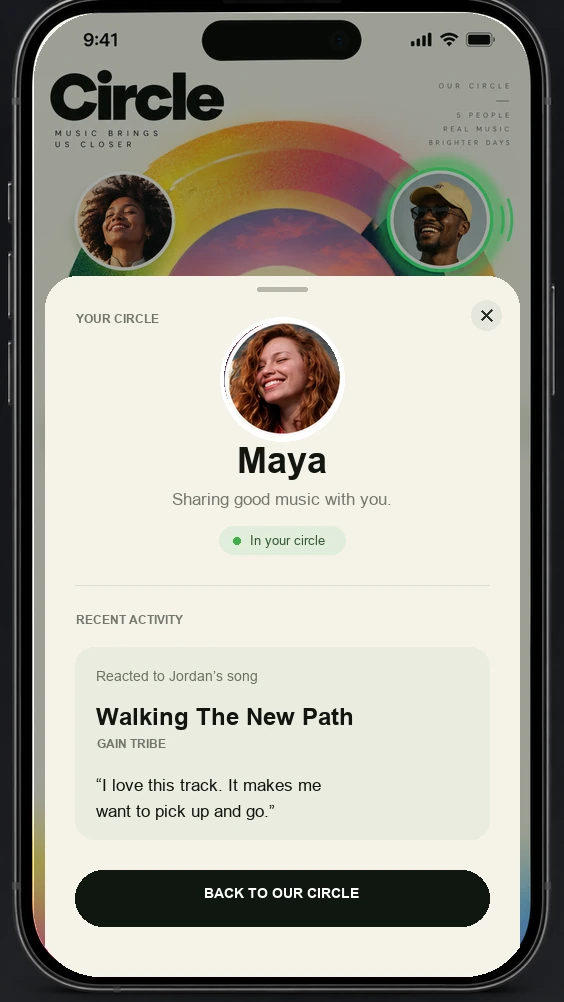 9:41
Circle
MUSIC BRINGS
US CLOSER
OUR CIRCLE
5 PEOPLE
REAL MUSIC
BRIGHTER DAYS
YOUR CIRCLE
Maya
Sharing good music with you.
In your circle
RECENT ACTIVITY
Reacted to Jordan’s song
Walking The New Path
GAIN TRIBE
“I love this track. It makes me
want to pick up and go.”
BACK TO OUR CIRCLE